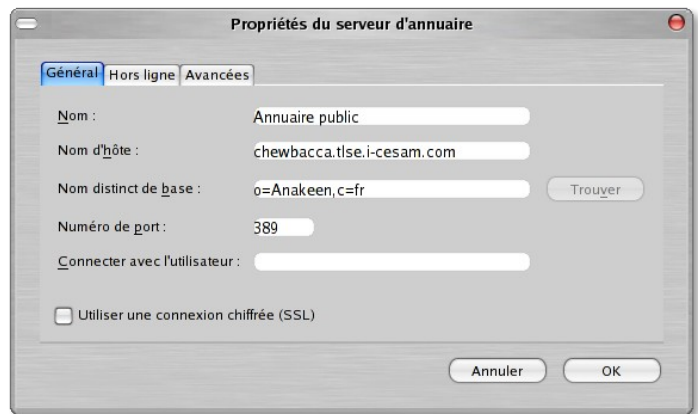 Propriétés du serveur d'annuaire
Général Hors ligne Avancées
Nom : Annuaire public
Nom d'hôte : chewbacca.tlse.i-cesam.com
Nom distinct de base : o=Anakeen,c=fr Trouver
Numéro de port : 389
Connecter avec l'utilisateur :
Utiliser une connexion chiffrée (SSL)
Annuler OK